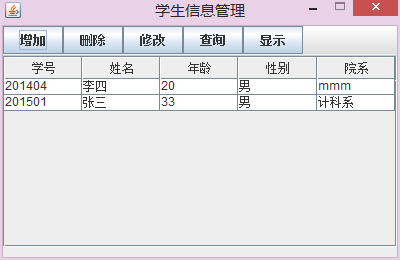 学生信息管理
增加 删除 修改 查询 显示
学号 姓名 年龄 性别 院系
201404 李四 20 男 mmm
201501 张三 33 男 计科系